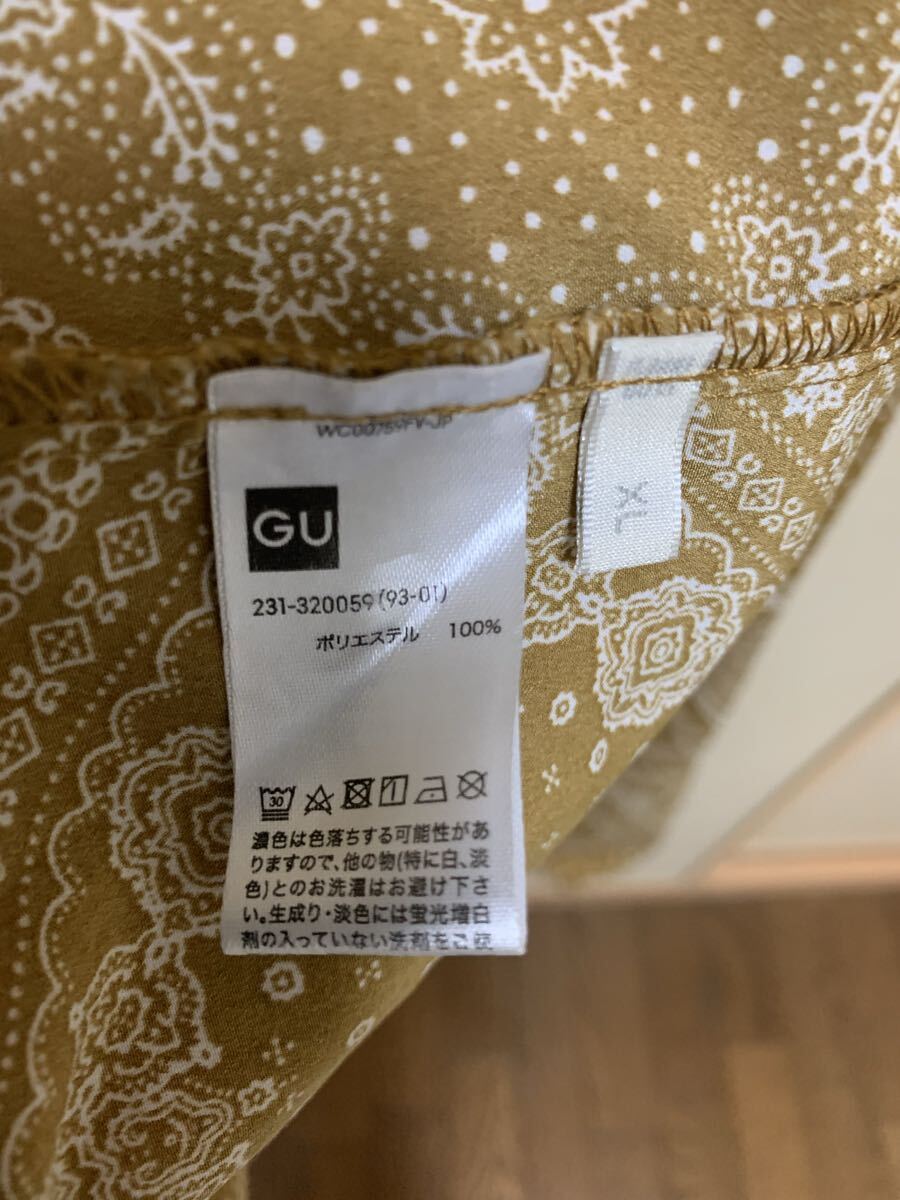 GU
231-320059(93-01)
ポリエステル 100%
30
濃色は色落ちする可能性があ
りますので、他の物(特に白、淡
色)とのお洗濯はお避け下さ
い。生成り・淡色には蛍光増白
剤の入っていない洗剤をご使
XL